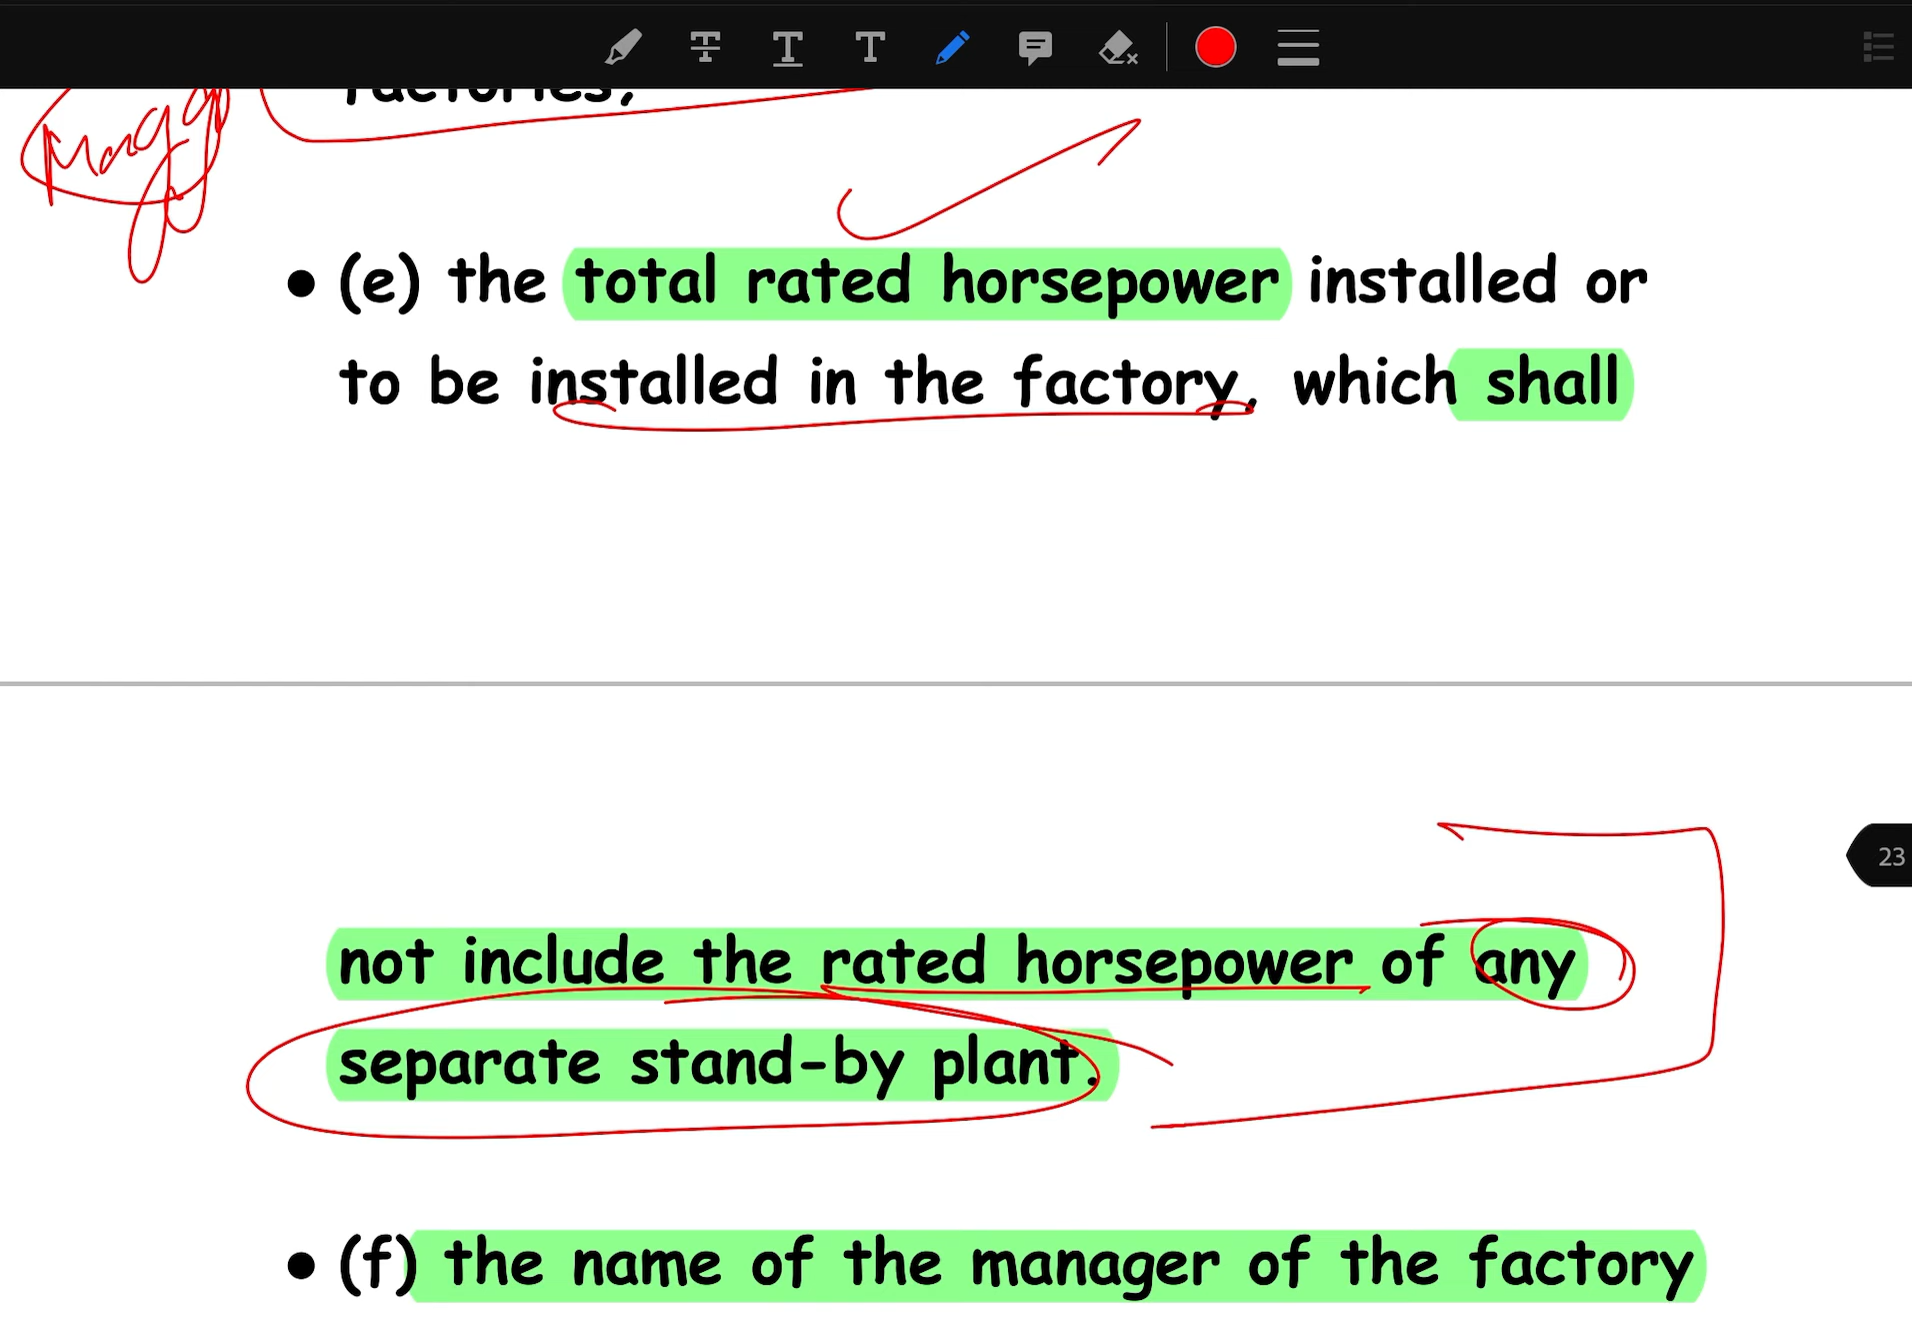 factories;
Maggi
• (e) the total rated horsepower installed or
to be installed in the factory, which shall
23
not include the rated horsepower of any
separate stand-by plant.
• (f) the name of the manager of the factory